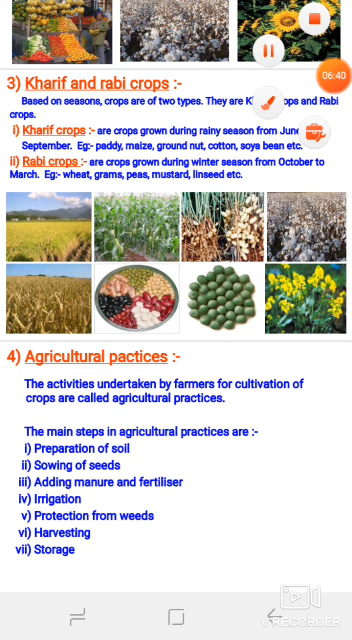 06:40
3) Kharif and rabi crops :-
Based on seasons, crops are of two types. They are K ops and Rabi
crops.
i) Kharif crops :- are crops grown during rainy season from June
September. Eg:- paddy, maize, ground nut, cotton, soya bean etc.
ii) Rabi crops :- are crops grown during winter season from October to
March. Eg:- wheat, grams, peas, mustard, linseed etc.
4) Agricultural pactices :-
The activities undertaken by farmers for cultivation of
crops are called agricultural practices.
The main steps in agricultural practices are :-
i) Preparation of soil
ii) Sowing of seeds
iii) Adding manure and fertiliser
iv) Irrigation
v) Protection from weeds
vi) Harvesting
vii) Storage
V RECORDER